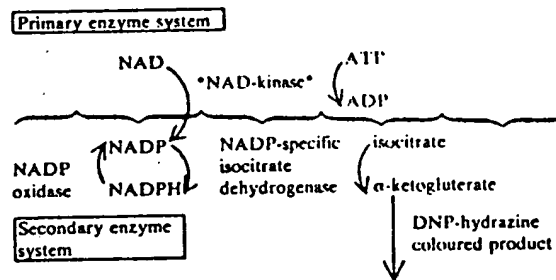 Primary enzyme system
NAD
"NAD-kinase"
ATP
ADP
NADP
NADP oxidase
NADPH
NADP-specific
isocitrate
dehydrogenase
isocitrate
α-ketogluterate
DNP-hydrazine
coloured product
Secondary enzyme
system